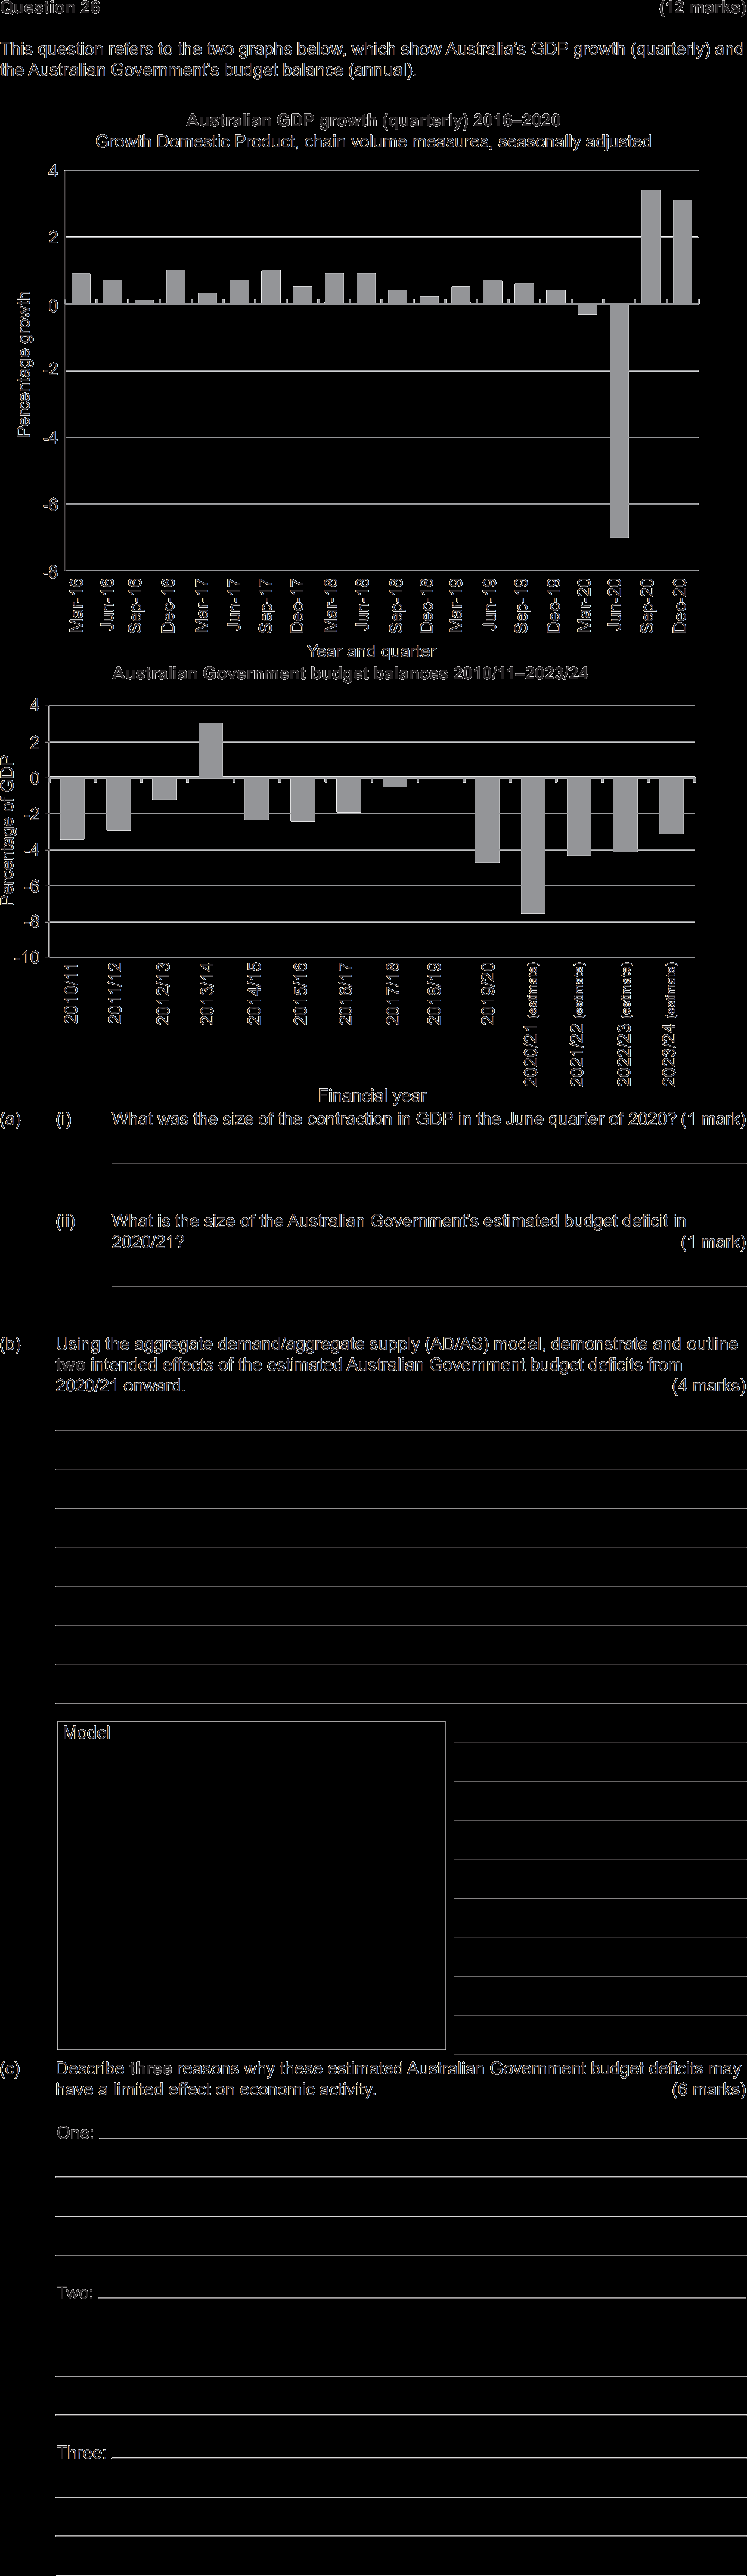 Question 26 (12 marks)
This question refers to the two graphs below, which show Australia's GDP growth (quarterly) and
the Australian Government's budget balance (annual).
Australian GDP growth (quarterly) 2016–2020
Growth Domestic Product, chain volume measures, seasonally adjusted
Percentage growth
4
2
0
-2
-4
-6
-8
Mar-16 Jun-16 Sep-16 Dec-16 Mar-17 Jun-17 Sep-17 Dec-17 Mar-18 Jun-18 Sep-18 Dec-18 Mar-19 Jun-19 Sep-19 Dec-19 Mar-20 Jun-20 Sep-20 Dec-20
Year and quarter
Australian Government budget balances 2010/11–2023/24
Percentage of GDP
4
2
0
-2
-4
-6
-8
-10
2010/11 2011/12 2012/13 2013/14 2014/15 2015/16 2016/17 2017/18 2018/19 2019/20 2020/21 (estimate) 2021/22 (estimate) 2022/23 (estimate) 2023/24 (estimate)
Financial year
(a) (i) What was the size of the contraction in GDP in the June quarter of 2020? (1 mark)
(ii) What is the size of the Australian Government's estimated budget deficit in
2020/21? (1 mark)
(b) Using the aggregate demand/aggregate supply (AD/AS) model, demonstrate and outline
two intended effects of the estimated Australian Government budget deficits from
2020/21 onward. (4 marks)
Model
(c) Describe three reasons why these estimated Australian Government budget deficits may
have a limited effect on economic activity. (6 marks)
One:
Two:
Three: